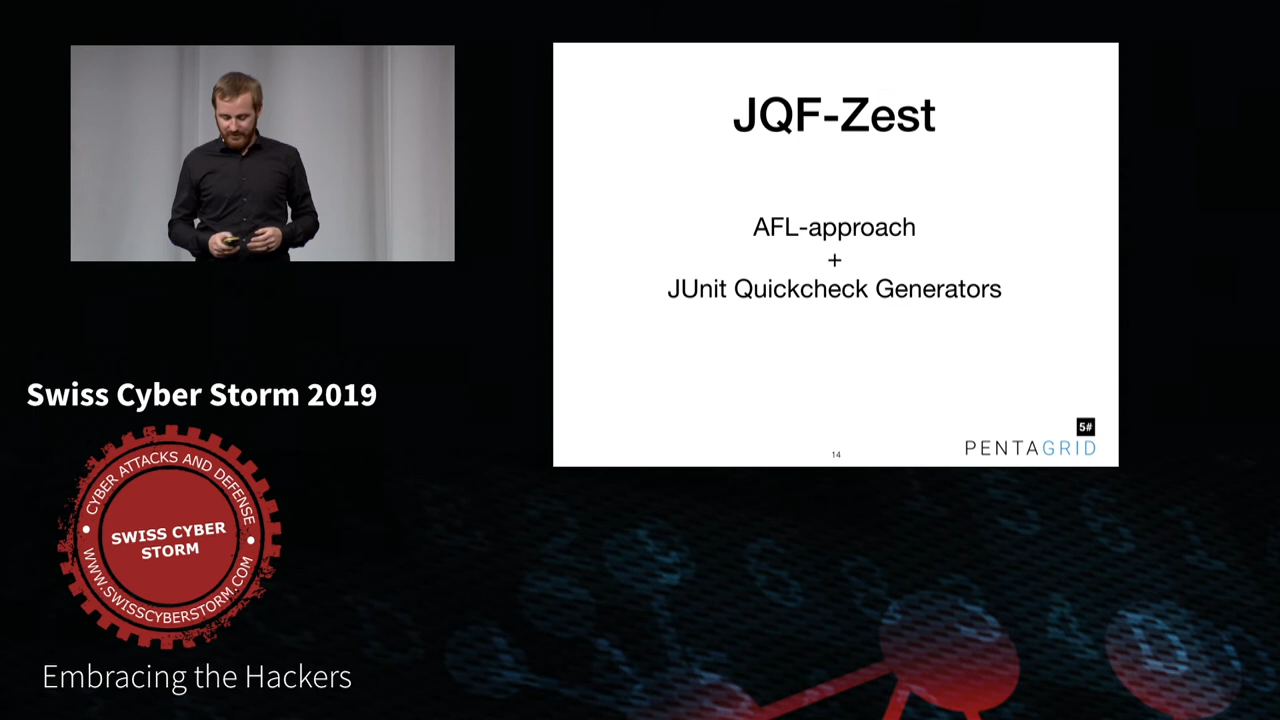 JQF-Zest
AFL-approach
+
JUnit Quickcheck Generators
5#
14
PENTAGRID
Swiss Cyber Storm 2019
CYBER ATTACKS AND DEFENSE
SWISS CYBER
STORM
WWW.SWISSCYBERSTORM.COM
Embracing the Hackers